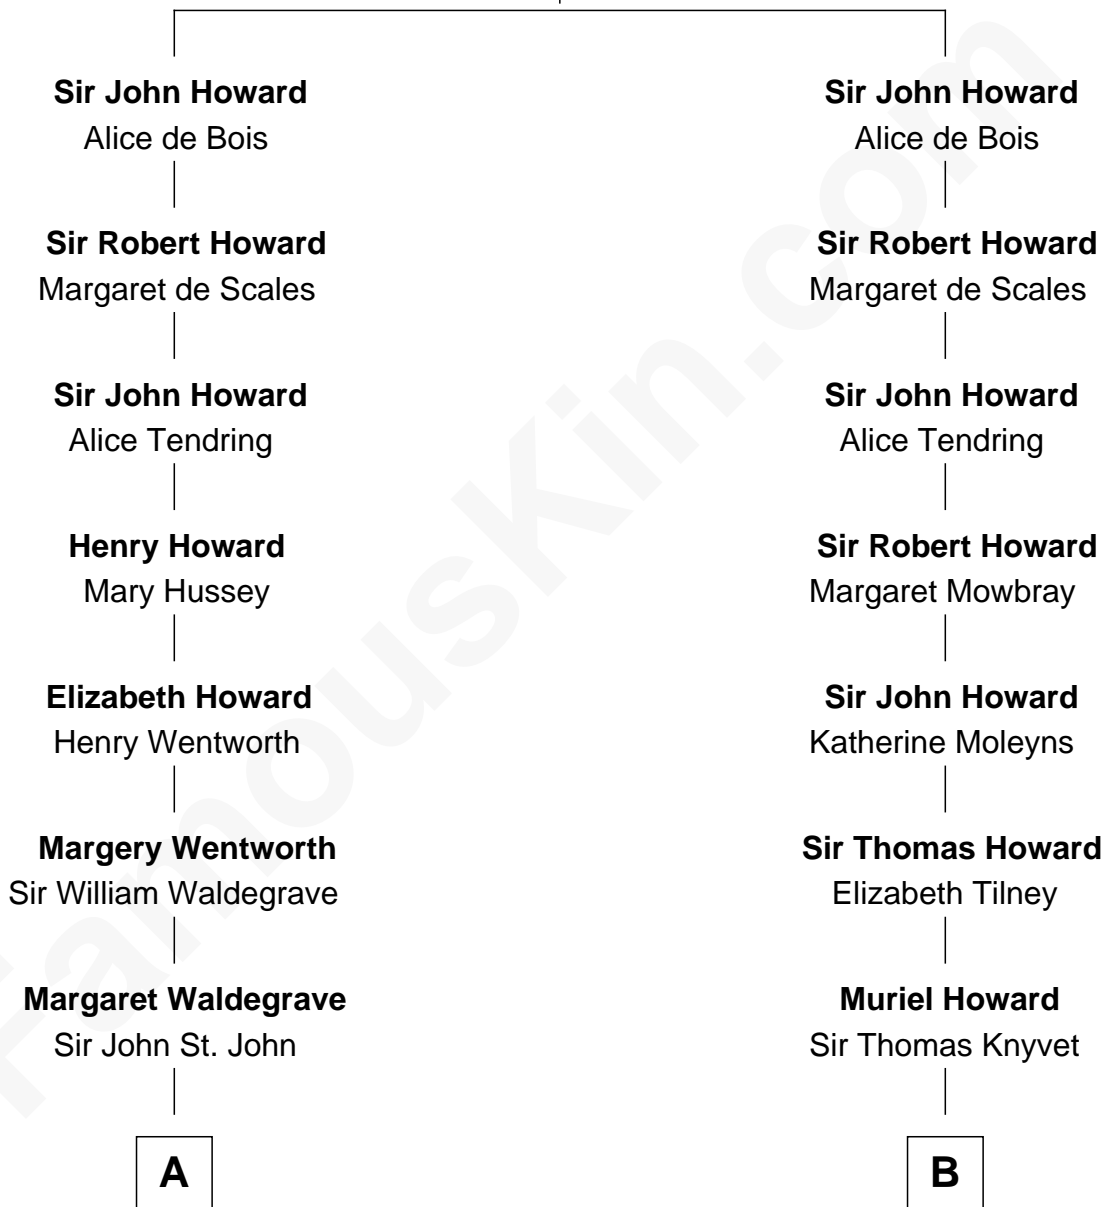 Sir John Howard
Alice de Bois
Sir Robert Howard
Margaret de Scales
Sir John Howard
Alice Tendring
Henry Howard
Mary Hussey
Elizabeth Howard
Henry Wentworth
Margery Wentworth
Sir William Waldegrave
Margaret Waldegrave
Sir John St. John
A
Sir John Howard
Alice de Bois
Sir Robert Howard
Margaret de Scales
Sir John Howard
Alice Tendring
Sir Robert Howard
Margaret Mowbray
Sir John Howard
Katherine Moleyns
Sir Thomas Howard
Elizabeth Tilney
Muriel Howard
Sir Thomas Knyvet
B
FamousKin.com